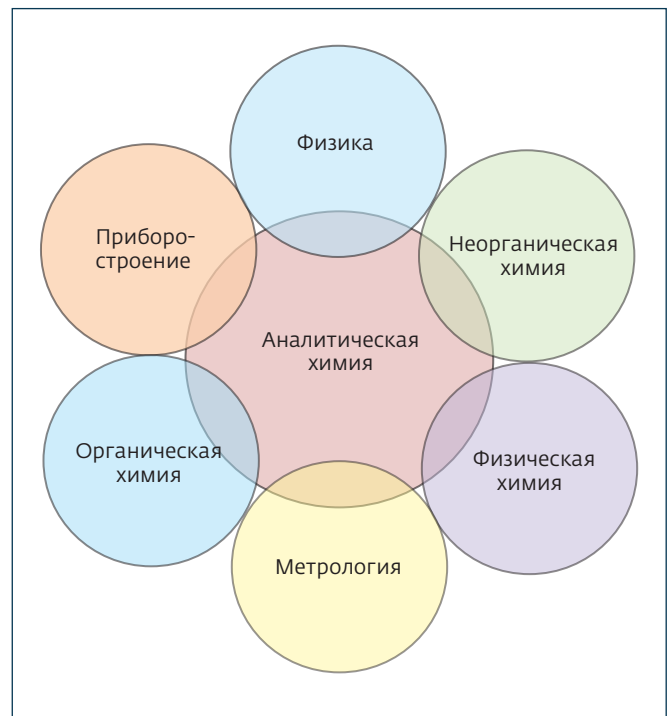 Физика
Приборо-
строение
Неорганическая
химия
Аналитическая
химия
Органическая
химия
Физическая
химия
Метрология